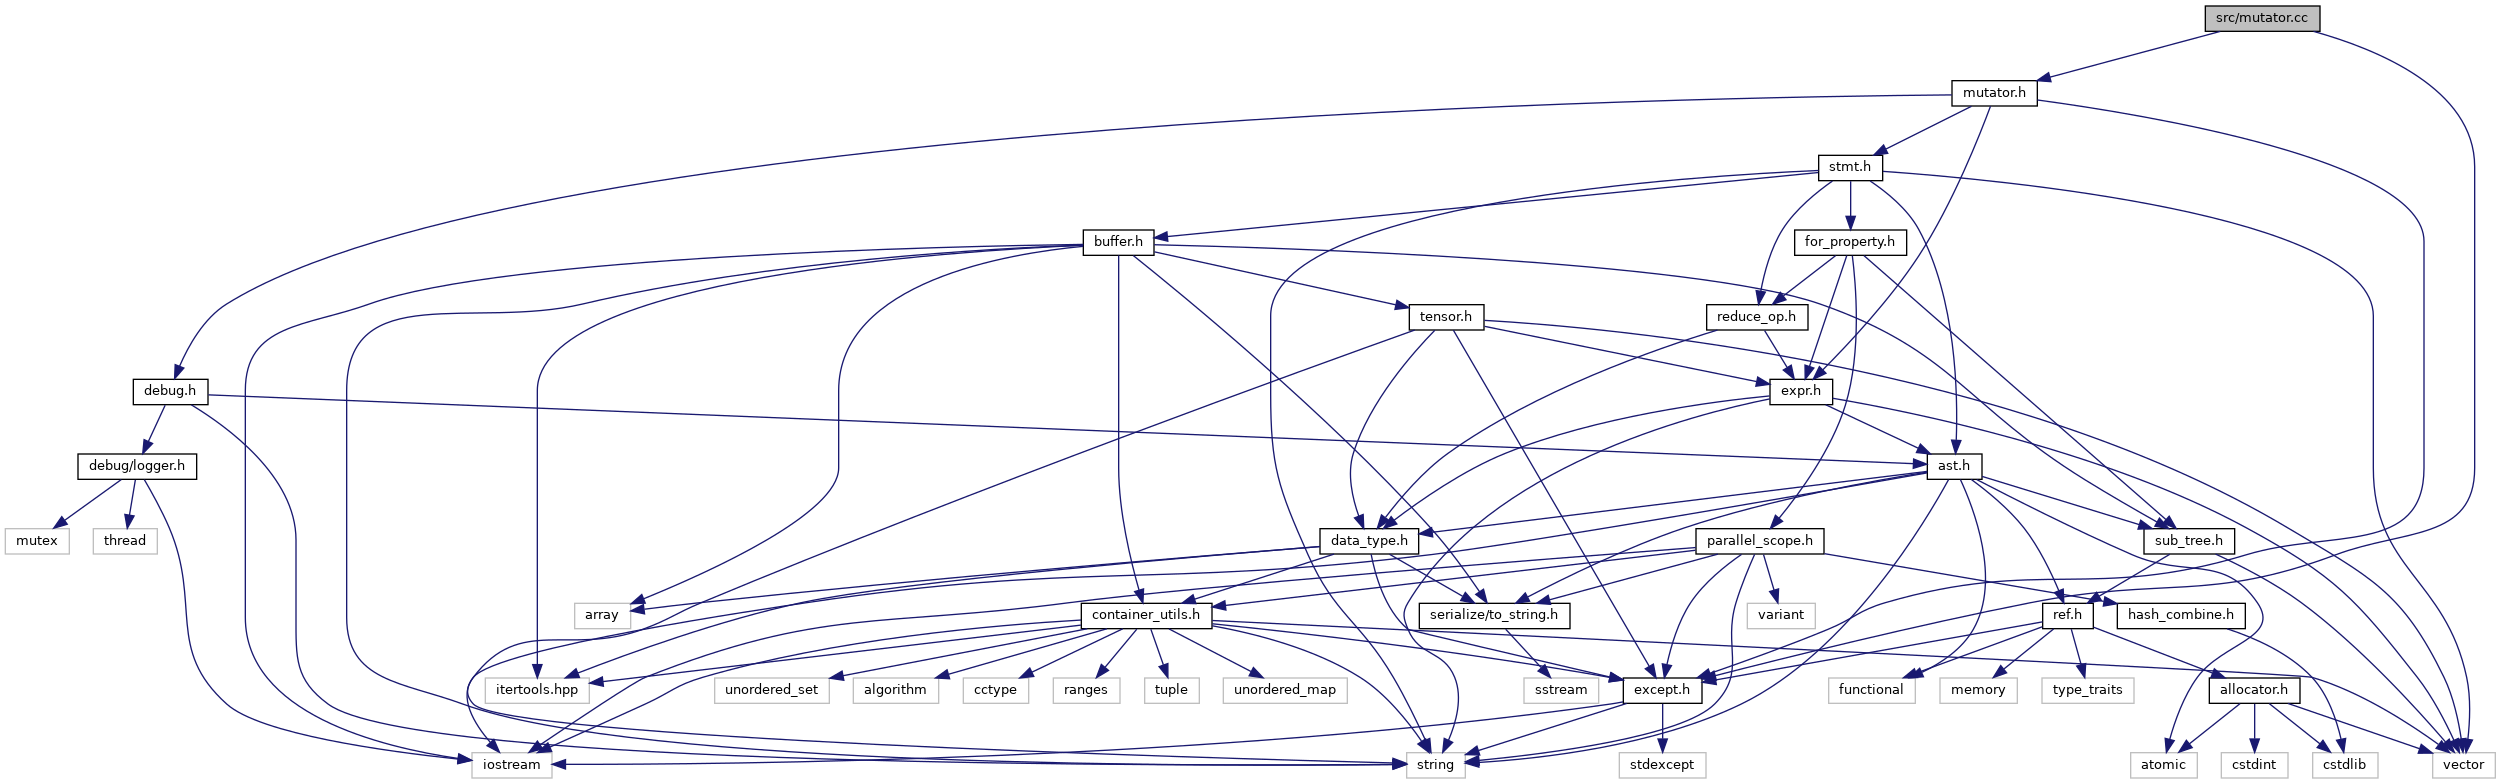 src/mutator.cc
mutator.h
stmt.h
buffer.h
for_property.h
tensor.h
reduce_op.h
debug.h
expr.h
debug/logger.h
ast.h
mutex
thread
data_type.h
parallel_scope.h
sub_tree.h
array
container_utils.h
serialize/to_string.h
variant
ref.h
hash_combine.h
itertools.hpp
unordered_set
algorithm
cctype
ranges
tuple
unordered_map
sstream
except.h
functional
memory
type_traits
allocator.h
iostream
string
stdexcept
atomic
cstdint
cstdlib
vector